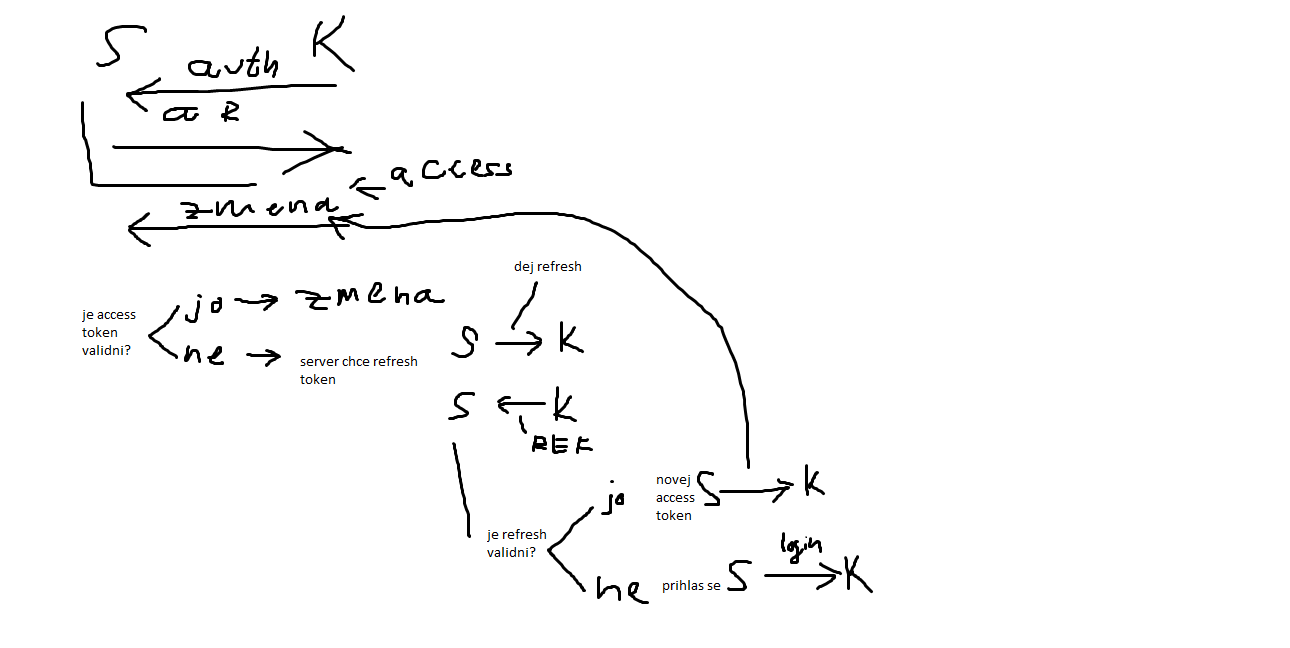 S K
auth
a R
access
zmena
dej refresh
je access
token
validni?
jo zmena
ne
server chce refresh
token
S K
S K
REF
jo
novej
access
token
S K
je refresh
validni?
login
ne
prihlas se
S K